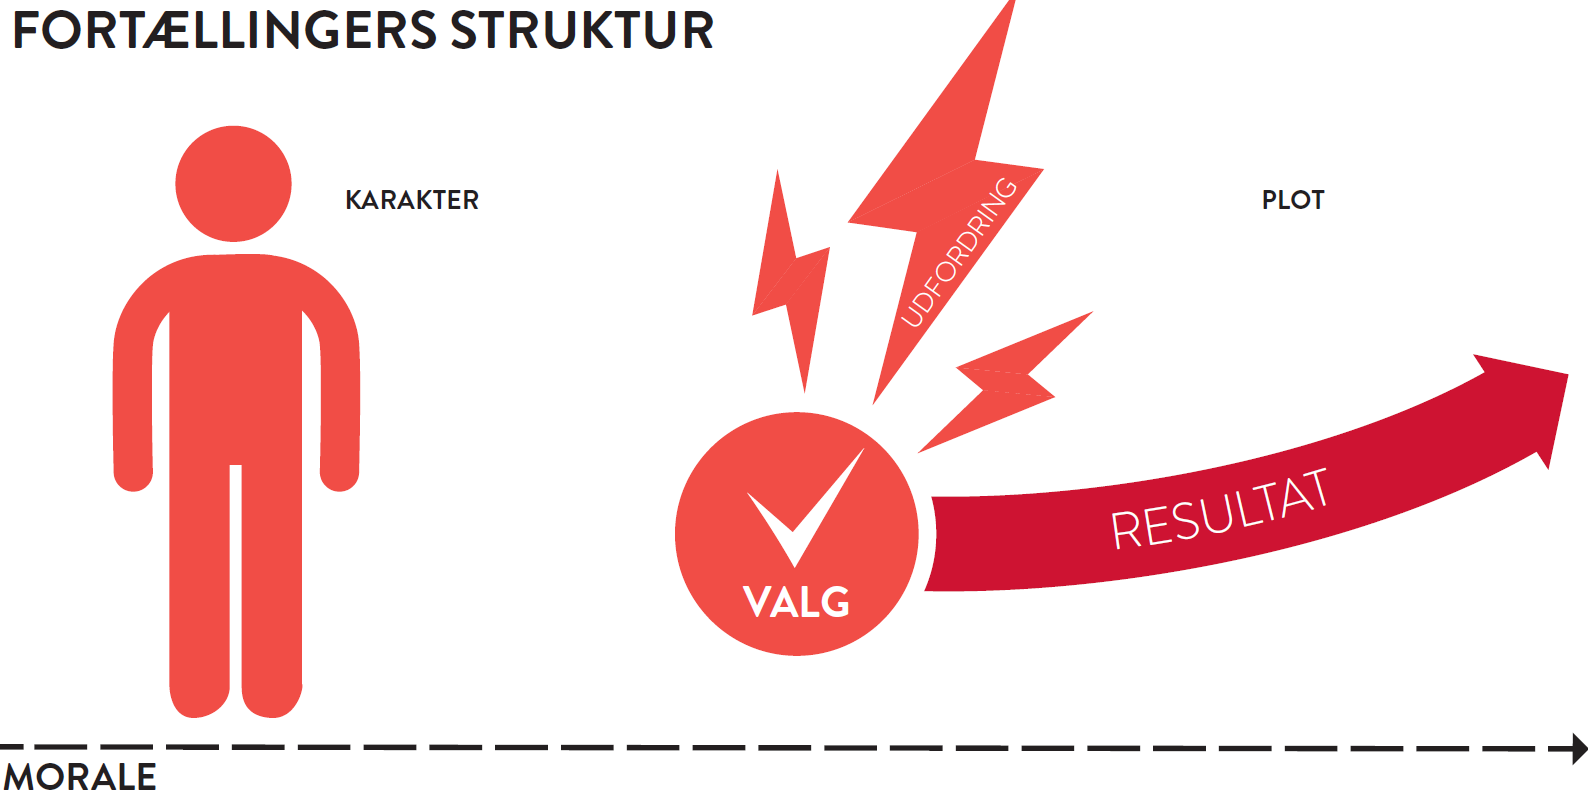 FORTÆLLINGERS STRUKTUR
KARAKTER
UDFORDRING
PLOT
VALG
RESULTAT
MORALE